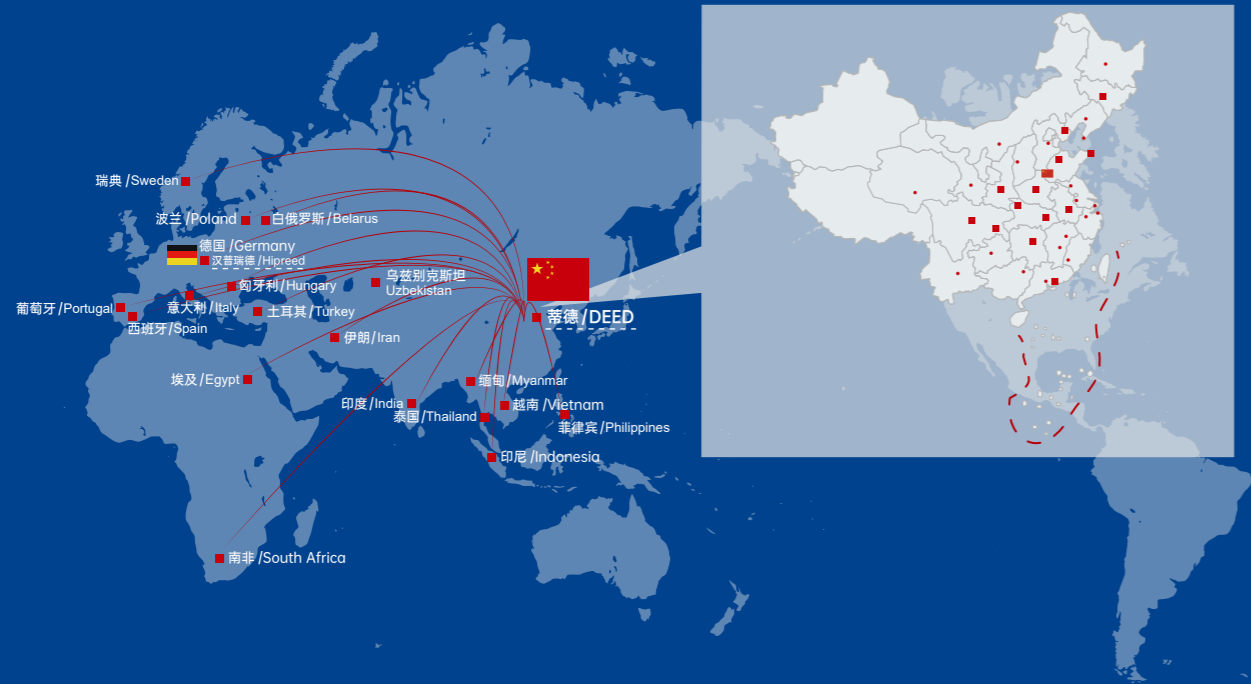 瑞典/Sweden
波兰/Poland
白俄罗斯/Belarus
德国/Germany
汉普瑞德/Hipreed
乌兹别克斯坦
Uzbekistan
匈牙利/Hungary
葡萄牙/Portugal
意大利/Italy
土耳其/Turkey
蒂德/DEED
西班牙/Spain
伊朗/Iran
埃及/Egypt
缅甸/Myanmar
印度/India
越南/Vietnam
泰国/Thailand
菲律宾/Philippines
印尼/Indonesia
南非/South Africa